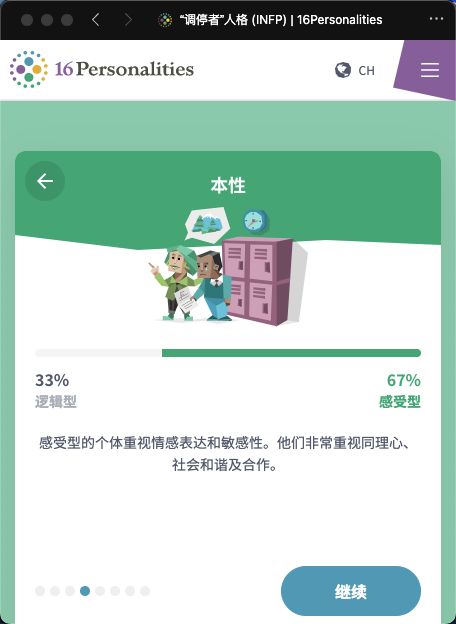 “调停者”人格 (INFP) | 16Personalities
16Personalities
CH
本性
33%
67%
逻辑型
感受型
感受型的个体重视情感表达和敏感性。他们非常重视同理心、
社会和谐及合作。
继续